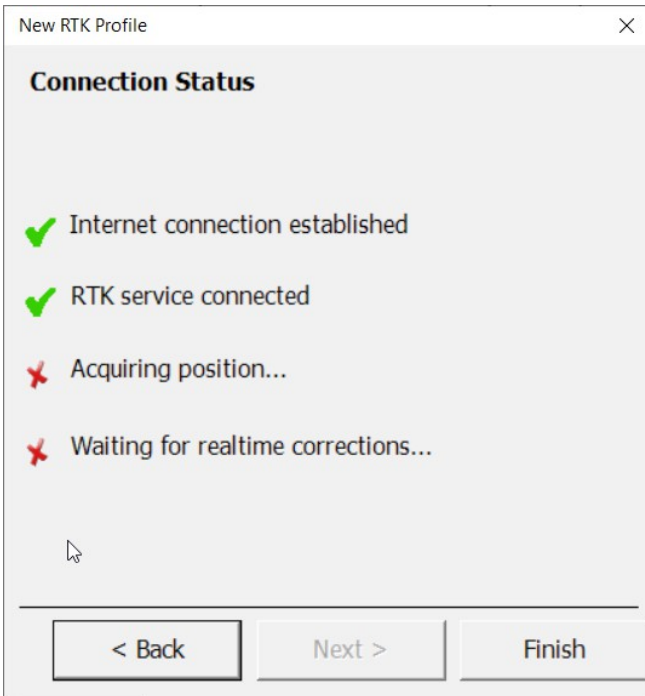 New RTK Profile
Connection Status
Internet connection established
RTK service connected
Acquiring position...
Waiting for realtime corrections...
< Back Next > Finish